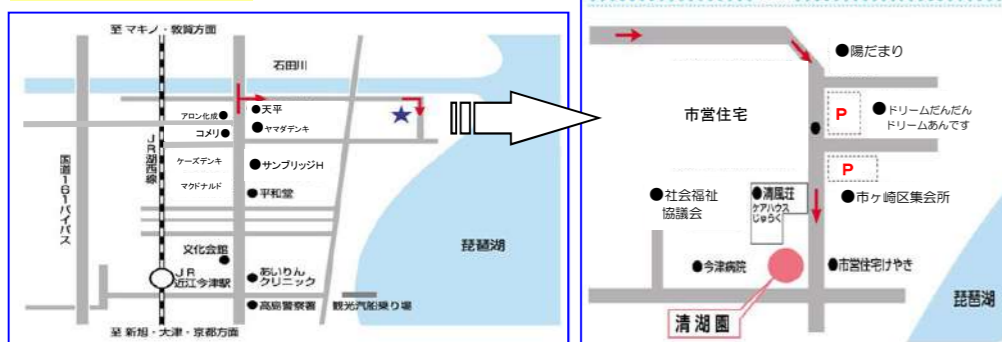 至 マキノ・敦賀方面
石田川
天平
アロン化成
ヤマダデンキ
コメリ
ケーズデンキ
サンブリッジH
マクドナルド
平和堂
国道161バイパス
JR湖西線
文化会館
JR
近江今津駅
あいりん
クリニック
高島警察署
観光汽船乗り場
琵琶湖
至 新旭・大津・京都方面
陽だまり
市営住宅
P
ドリームだんだん
ドリームあんです
P
社会福祉
協議会
清風荘
ケアハウス
じゅうく
市ヶ崎区集会所
今津病院
市営住宅けやき
清湖園
琵琶湖